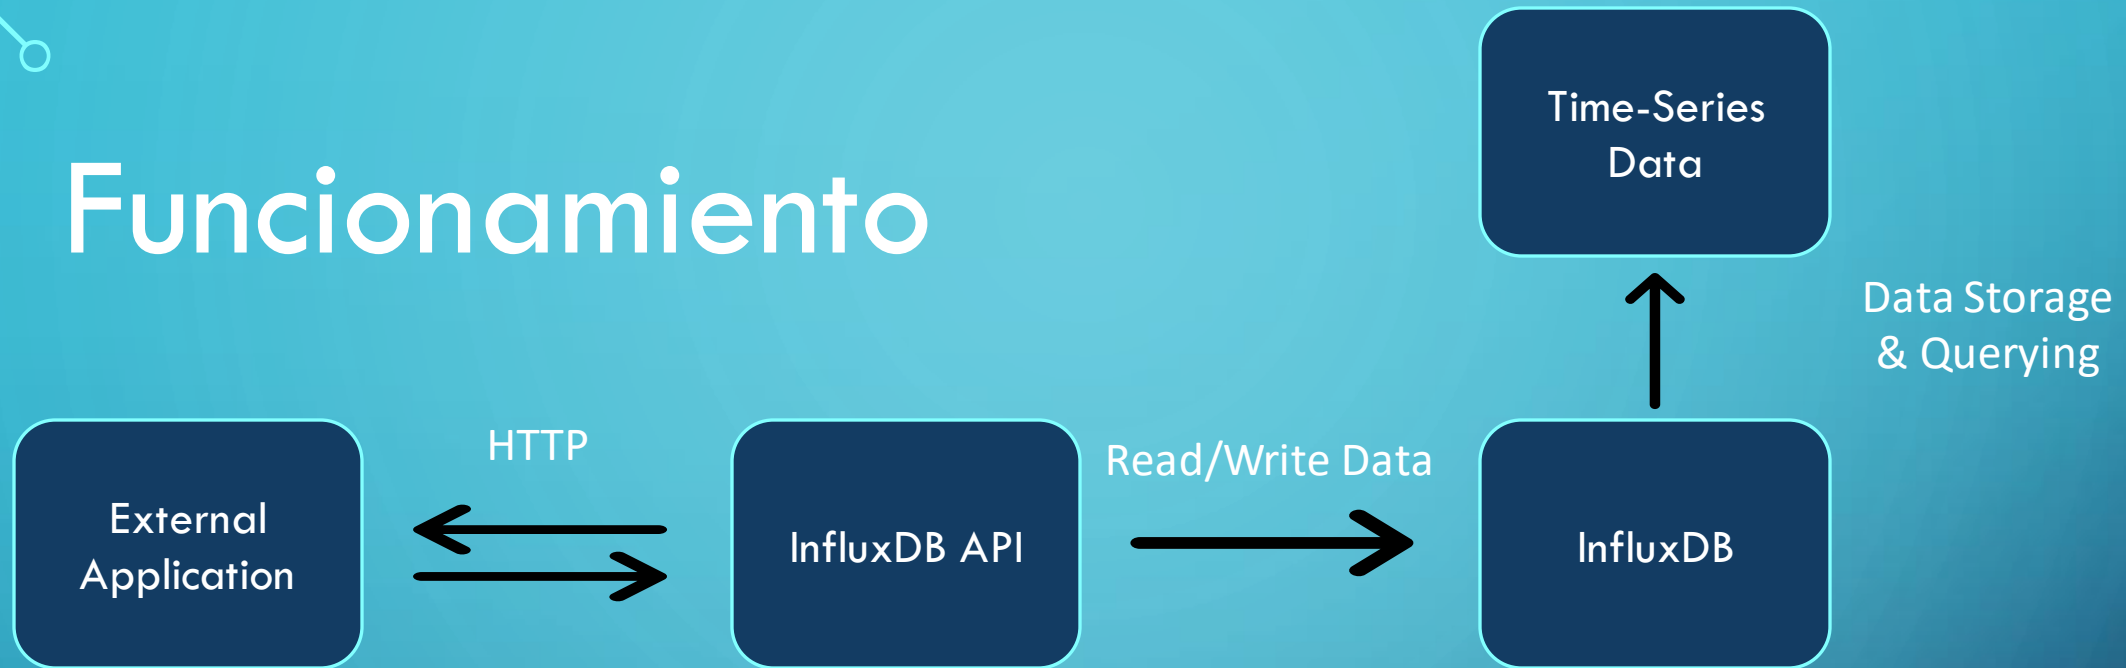 Funcionamiento
Time-Series
Data
Data Storage
& Querying
External
Application
HTTP
InfluxDB API
Read/Write Data
InfluxDB